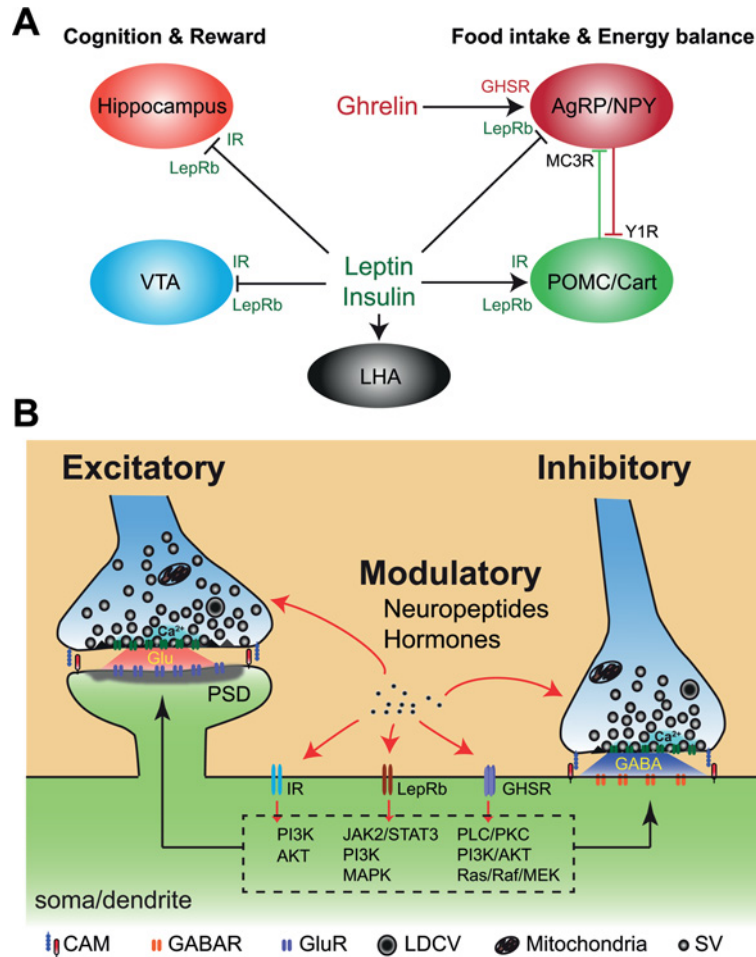 A
Cognition & Reward
Food intake & Energy balance
Hippocampus
IR
LepRb
Ghrelin
GHSR
LepRb
AgRP/NPY
MC3R
Y1R
VTA
IR
LepRb
Leptin
Insulin
IR
LepRb
POMC/Cart
LHA
B
Excitatory
Inhibitory
Modulatory
Neuropeptides
Hormones
Ca²⁺
Glu
PSD
Ca²⁺
GABA
IR
LepRb
GHSR
PI3K
AKT
JAK2/STAT3
PI3K
MAPK
PLC/PKC
PI3K/AKT
Ras/Raf/MEK
soma/dendrite
CAM GABAR GluR LDCV Mitochondria SV